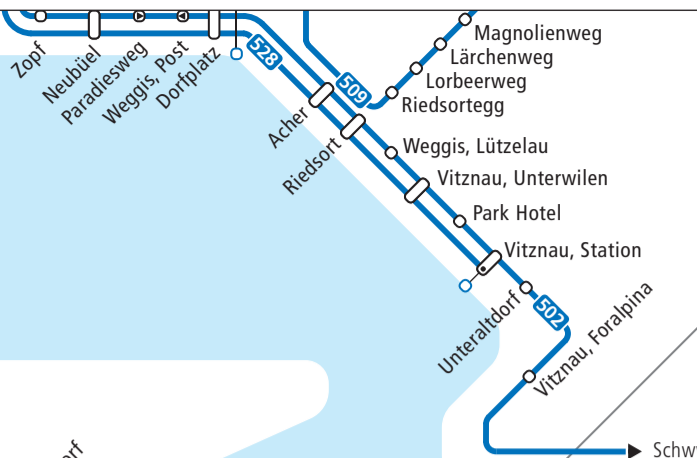 Zopf
Neubüel
Paradiesweg
Weggis, Post
Dorfplatz
528
509
Magnolienweg
Lärchenweg
Lorbeerweg
Riedsortegg
Acher
Riedsort
Weggis, Lützelau
Vitznau, Unterwilen
Park Hotel
Vitznau, Station
Unteraltdorf
502
Vitznau, Foralpina